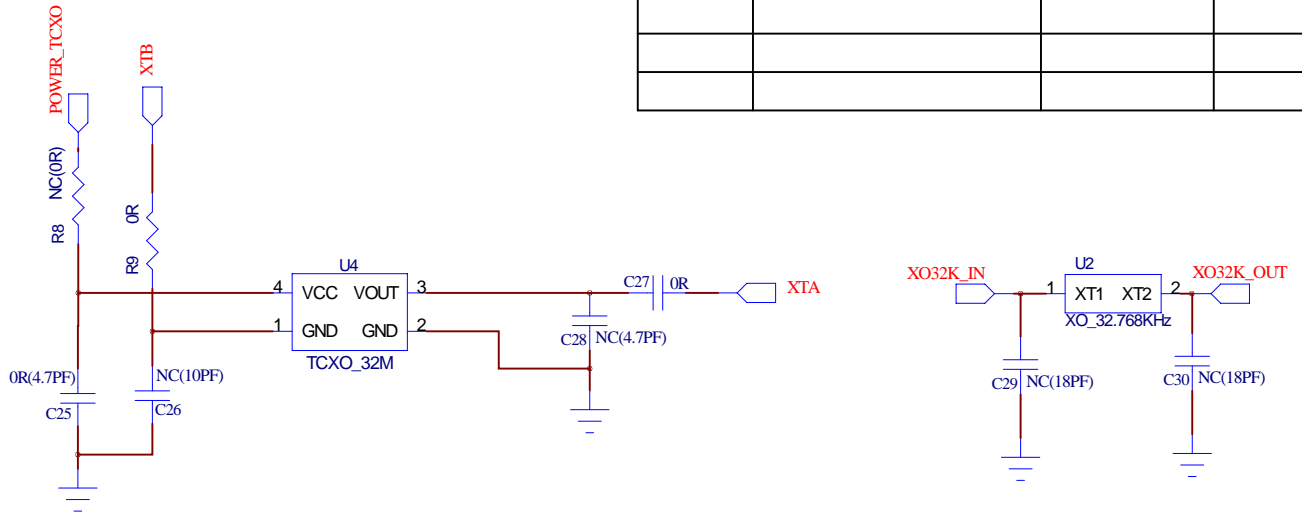 POWER_TCXO
XTB
NC(0R)
R8
0R
R9
U4
4 VCC VOUT 3
1 GND GND 2
TCXO_32M
C27 0R
XTA
C28 NC(4.7PF)
0R(4.7PF)
C25
NC(10PF)
C26
XO32K_IN
U2
1 XT1 XT2 2
XO_32.768KHz
XO32K_OUT
C29 NC(18PF)
C30 NC(18PF)